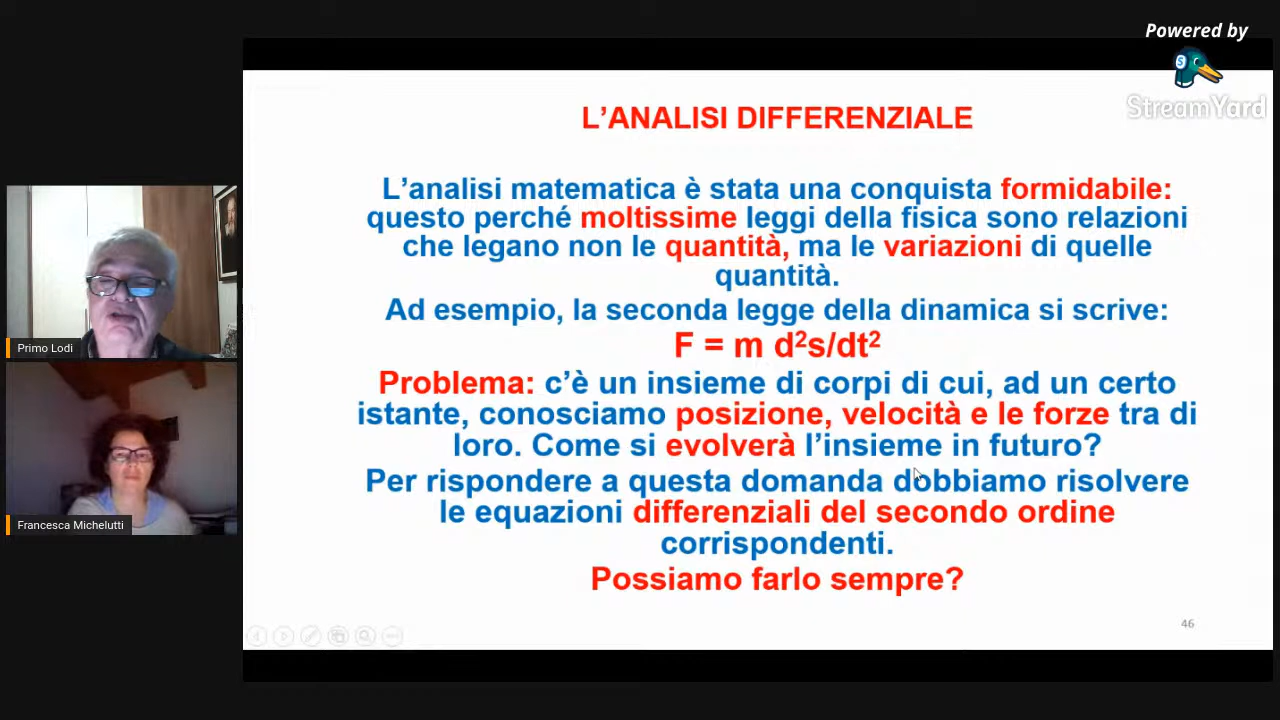 Powered by
StreamYard
L'ANALISI DIFFERENZIALE
L'analisi matematica è stata una conquista formidabile:
questo perché moltissime leggi della fisica sono relazioni
che legano non le quantità, ma le variazioni di quelle
quantità.
Ad esempio, la seconda legge della dinamica si scrive:
F = m d²s/dt²
Problema: c'è un insieme di corpi di cui, ad un certo
istante, conosciamo posizione, velocità e le forze tra di
loro. Come si evolverà l'insieme in futuro?
Per rispondere a questa domanda dobbiamo risolvere
le equazioni differenziali del secondo ordine
corrispondenti.
Possiamo farlo sempre?
46
Primo Lodi
Francesca Michelutti